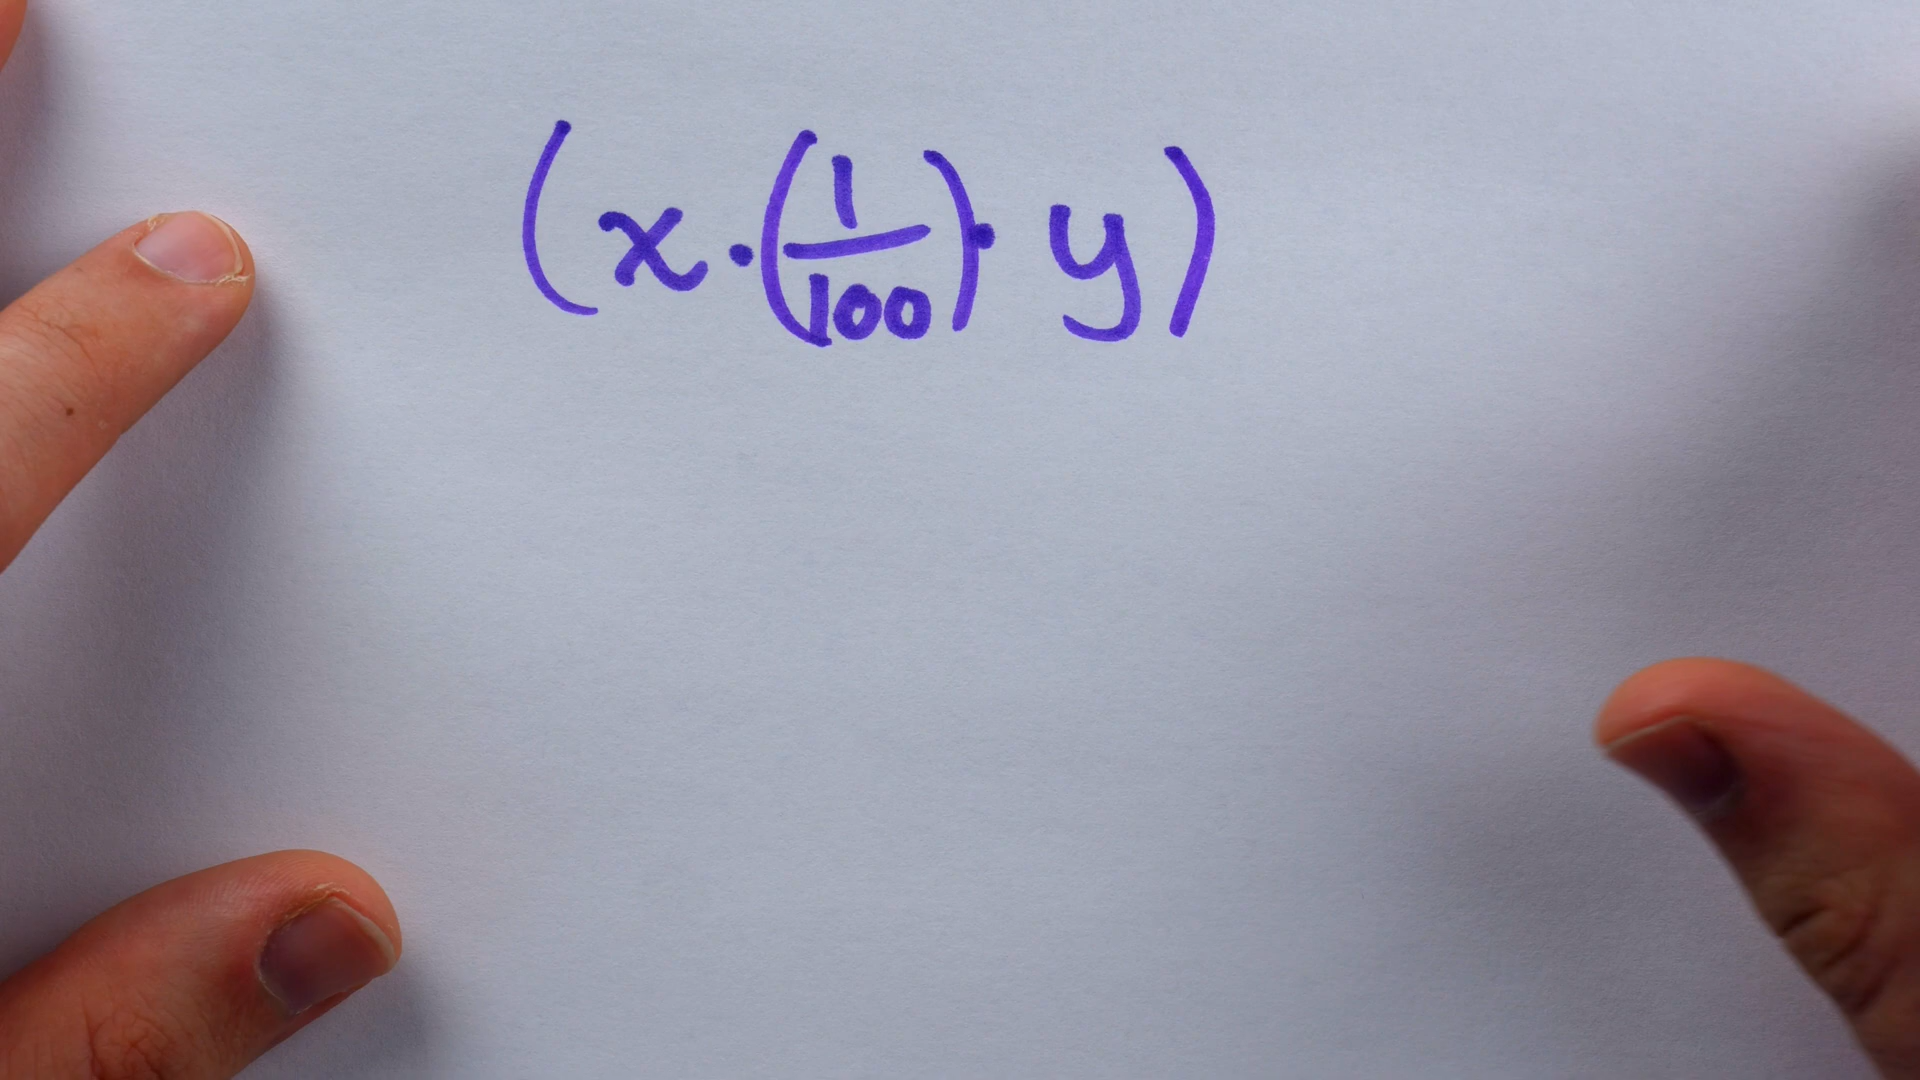 (x · (1/100) · y)